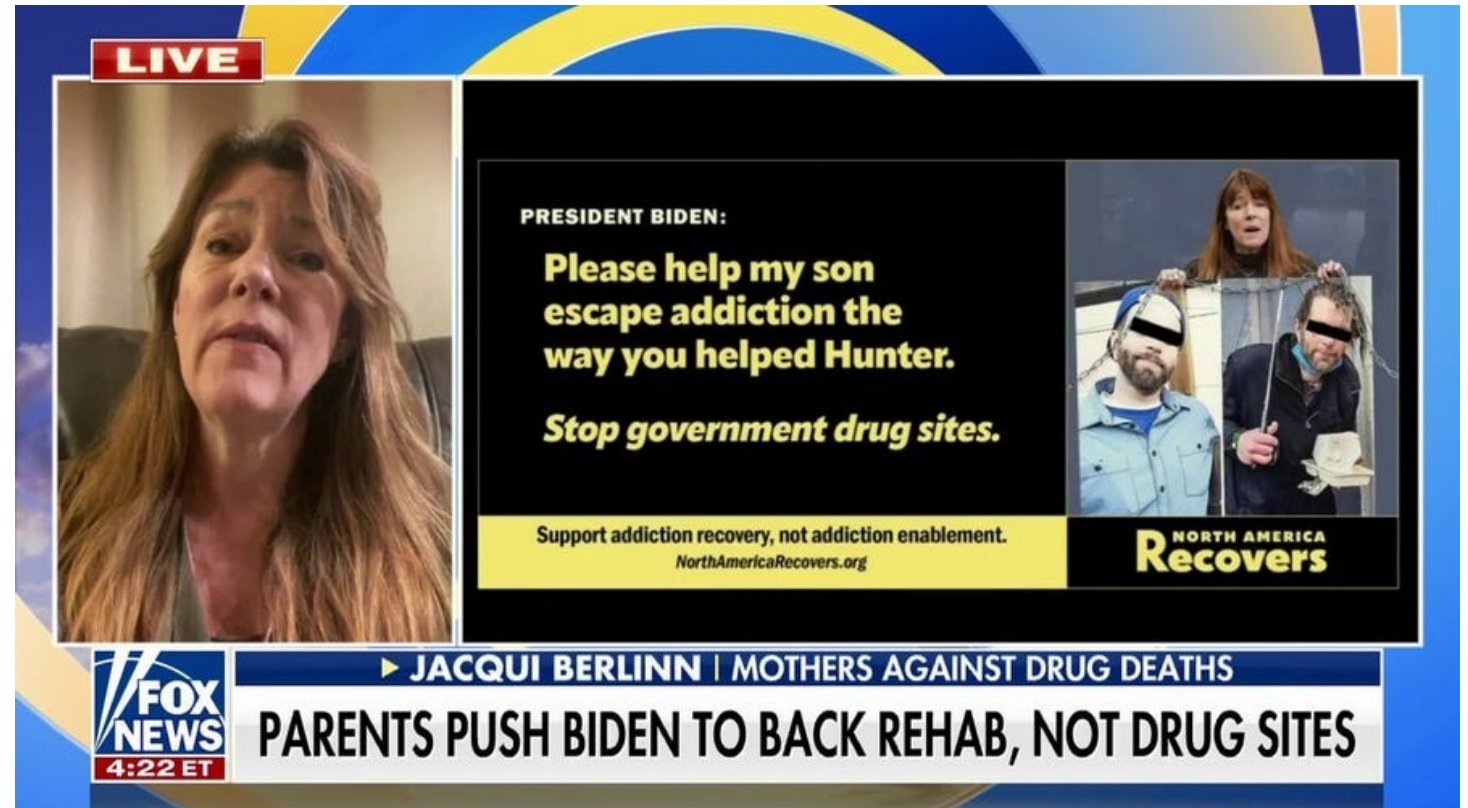 LIVE
PRESIDENT BIDEN:
Please help my son
escape addiction the
way you helped Hunter.
Stop government drug sites.
Support addiction recovery, not addiction enablement.
NorthAmericaRecovers.org
NORTH AMERICA
Recovers
JACQUI BERLINN | MOTHERS AGAINST DRUG DEATHS
FOX
NEWS
4:22 ET
PARENTS PUSH BIDEN TO BACK REHAB, NOT DRUG SITES